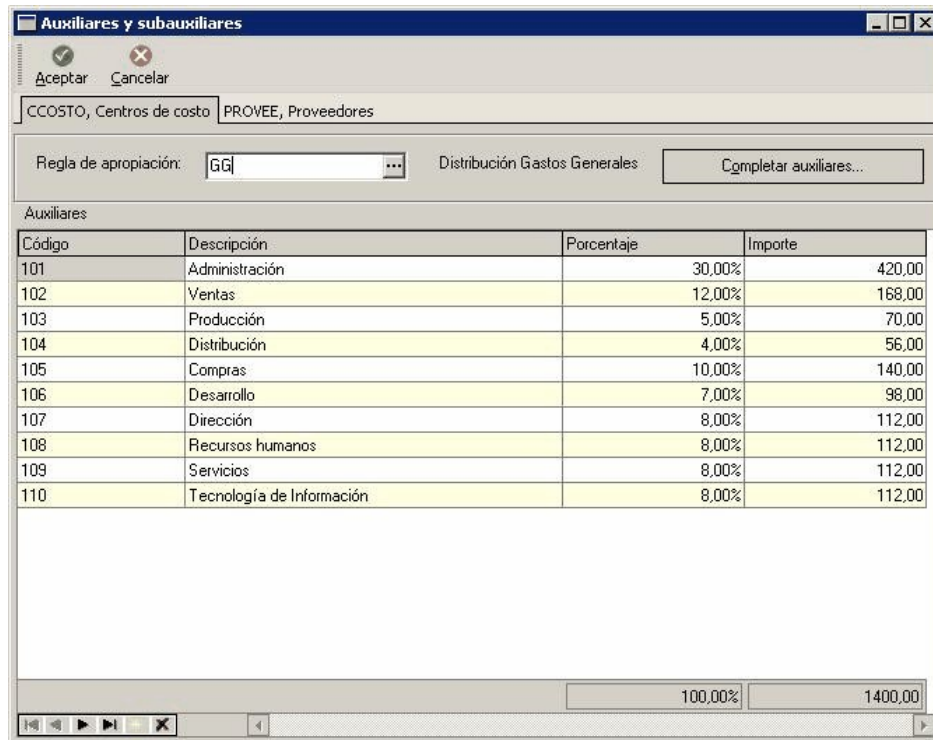 Auxiliares y subauxiliares
Aceptar Cancelar
CCOSTO, Centros de costo PROVEE, Proveedores
Regla de apropiación: GG ... Distribución Gastos Generales Completar auxiliares...
Auxiliares
Código Descripción Porcentaje Importe
101 Administración 30,00% 420,00
102 Ventas 12,00% 168,00
103 Producción 5,00% 70,00
104 Distribución 4,00% 56,00
105 Compras 10,00% 140,00
106 Desarrollo 7,00% 98,00
107 Dirección 8,00% 112,00
108 Recursos humanos 8,00% 112,00
109 Servicios 8,00% 112,00
110 Tecnología de Información 8,00% 112,00
100,00% 1400,00